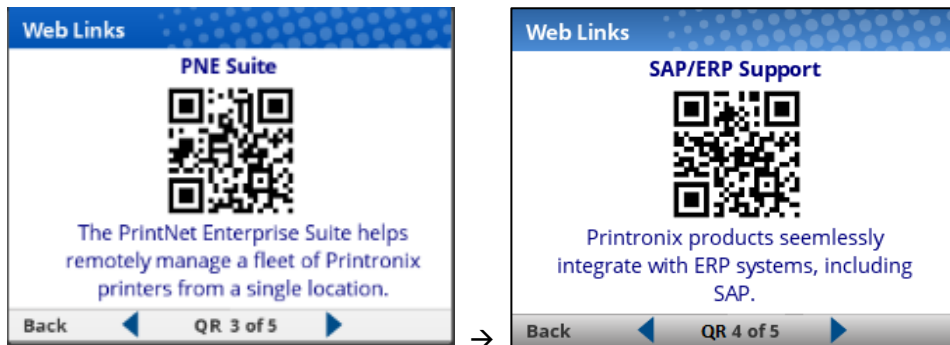 Web Links
PNE Suite
The PrintNet Enterprise Suite helps
remotely manage a fleet of Printronix
printers from a single location.
Back QR 3 of 5
→
Web Links
SAP/ERP Support
Printronix products seemlessly
integrate with ERP systems, including
SAP.
Back QR 4 of 5